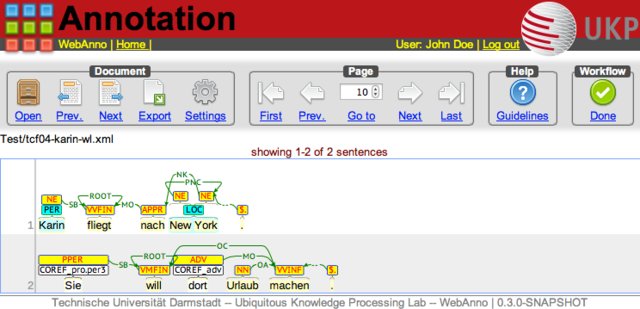 Annotation
WebAnno | Home |
User: John Doe | Log out
UKP
Document
Page
Help
Workflow
Open Prev. Next Export Settings
First Prev. 10 Go to Next Last
Guidelines
Done
Test/tcf04-karin-wl.xml
showing 1-2 of 2 sentences
NK
ROOT PNC
NE SB VVFIN MO APPR NE NE $.
PER LOC
1 Karin fliegt nach New York .
OC
PPER ROOT ADV MO
COREF_pro.per3 SB VMFIN COREF_adv NN OA VVINF $.
2 Sie will dort Urlaub machen .
Technische Universität Darmstadt -- Ubiquitous Knowledge Processing Lab -- WebAnno | 0.3.0-SNAPSHOT